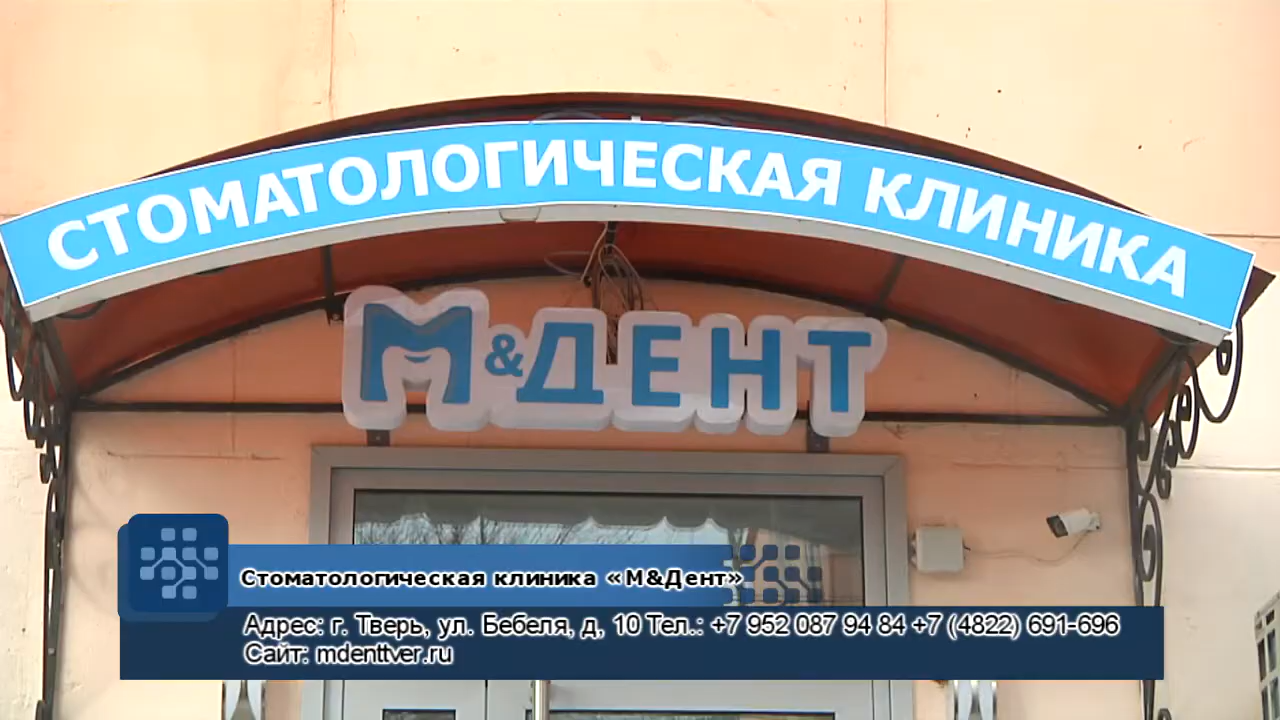 СТОМАТОЛОГИЧЕСКАЯ КЛИНИКА
М&ДЕНТ
Стоматологическая клиника «М&Дент»
Адрес: г. Тверь, ул. Бебеля, д, 10 Тел.: +7 952 087 94 84 +7 (4822) 691-696
Сайт: mdenttver.ru